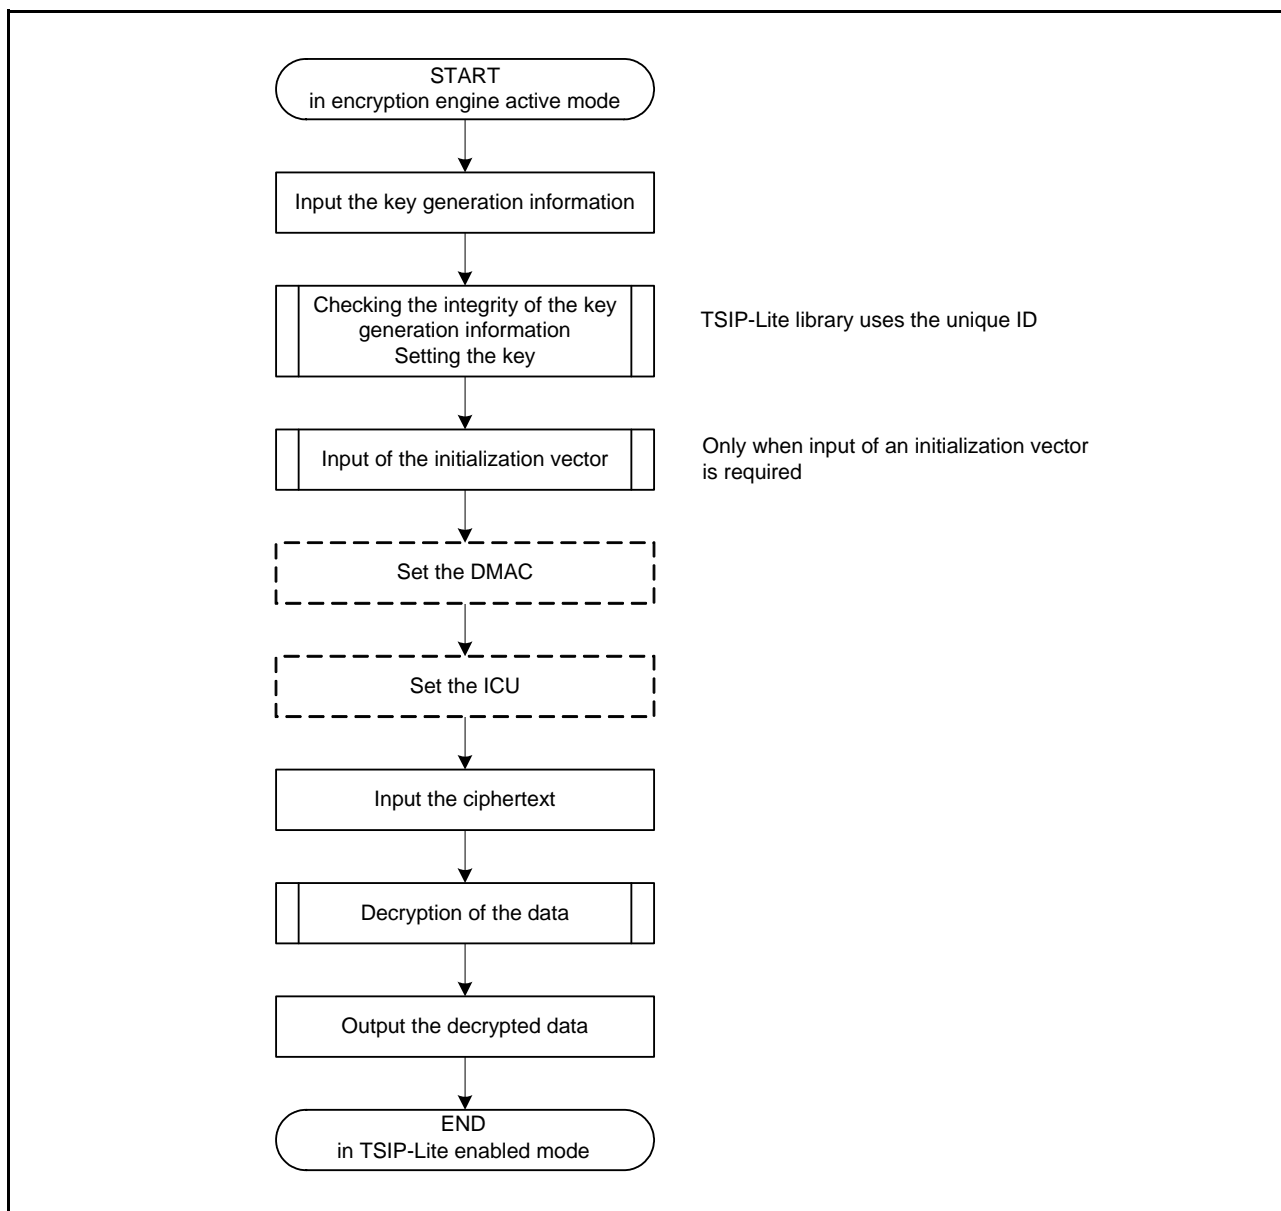 START
in encryption engine active mode
Input the key generation information
Checking the integrity of the key
generation information
Setting the key
TSIP-Lite library uses the unique ID
Input of the initialization vector
Only when input of an initialization vector
is required
Set the DMAC
Set the ICU
Input the ciphertext
Decryption of the data
Output the decrypted data
END
in TSIP-Lite enabled mode